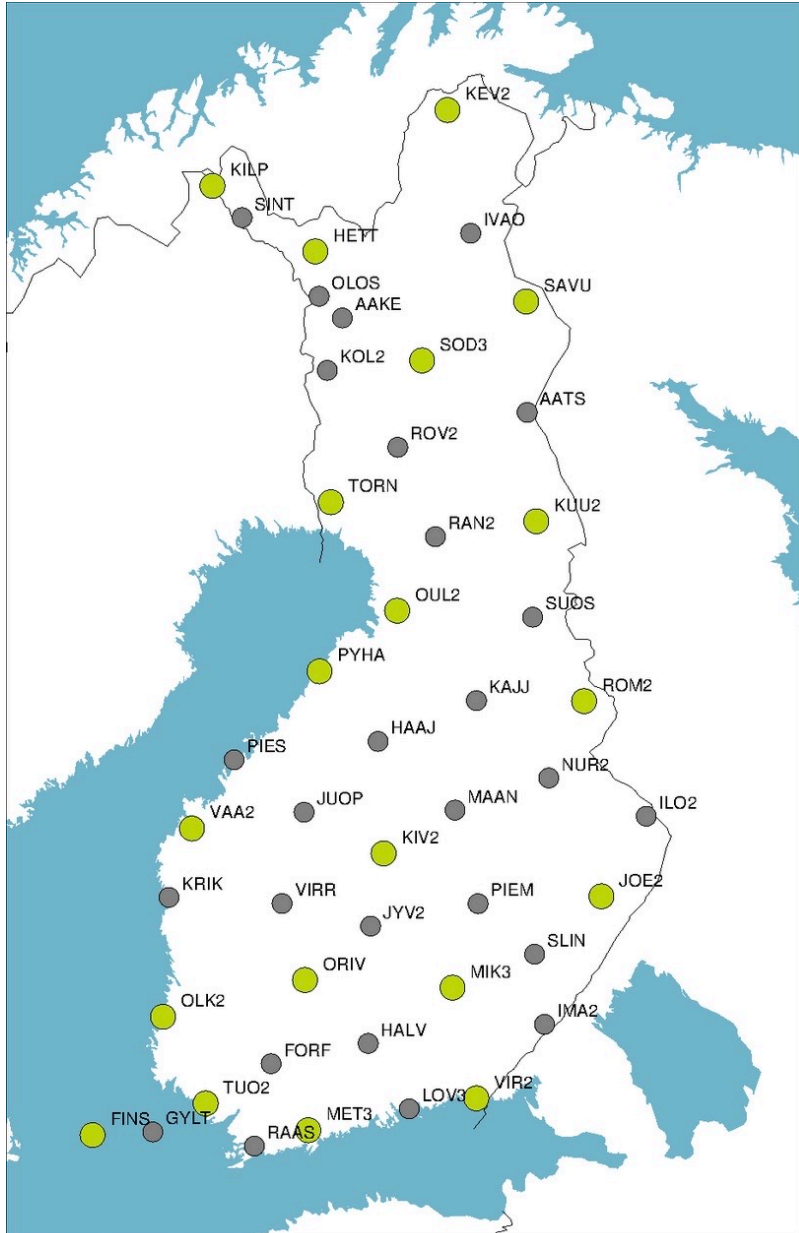 KEV2
KILP
SINT
IVAO
HETT
OLOS
SAVU
AAKE
SOD3
KOL2
AATS
ROV2
TORN
KUU2
RAN2
SUOS
OUL2
PYHA
ROM2
KAJJ
HAAJ
PIES
NUR2
ILO2
VAA2
JUOP
MAAN
KIV2
KRIK
VIRR
PIEM
JOE2
JYV2
SLIN
ORIV
MIK3
OLK2
IMA2
HALV
FORF
TUO2
VIR2
LOV3
FINS
GYLT
MET3
RAAS